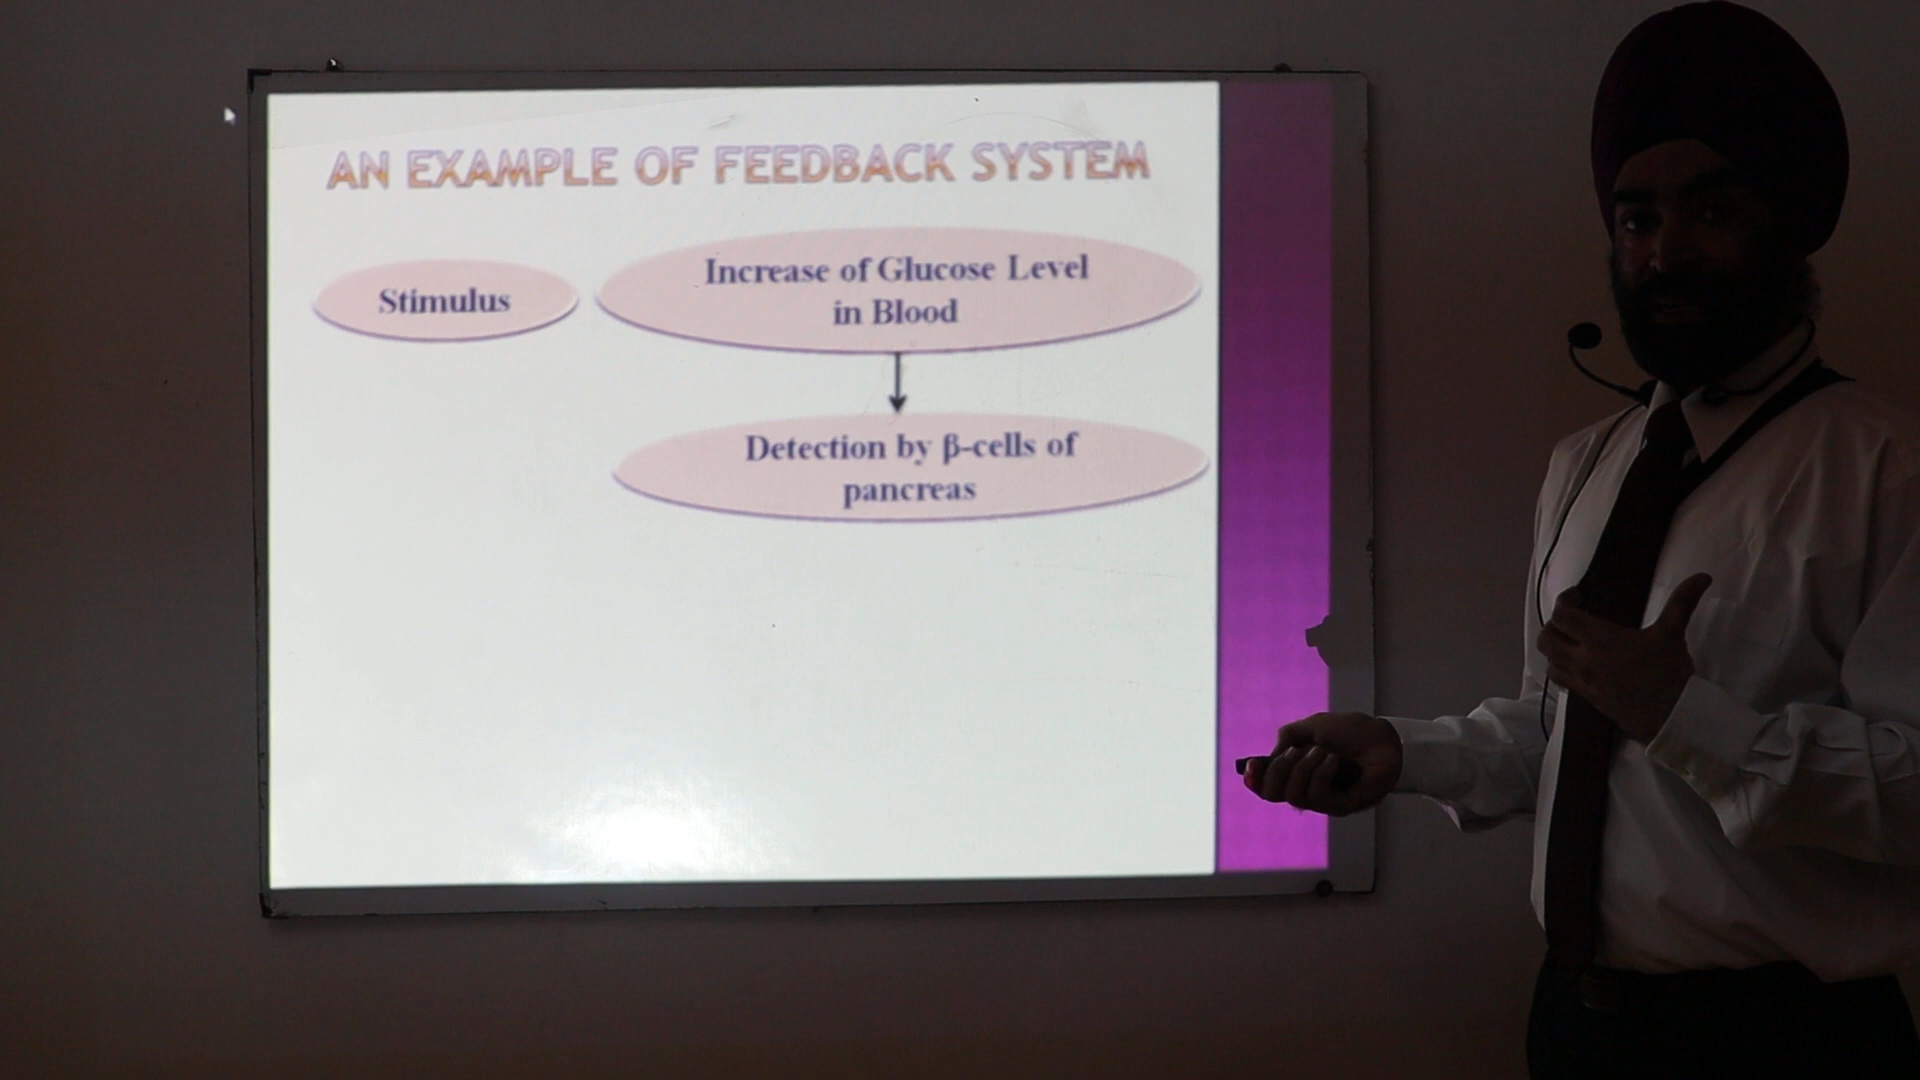 AN EXAMPLE OF FEEDBACK SYSTEM
Stimulus
Increase of Glucose Level
in Blood
Detection by β-cells of
pancreas